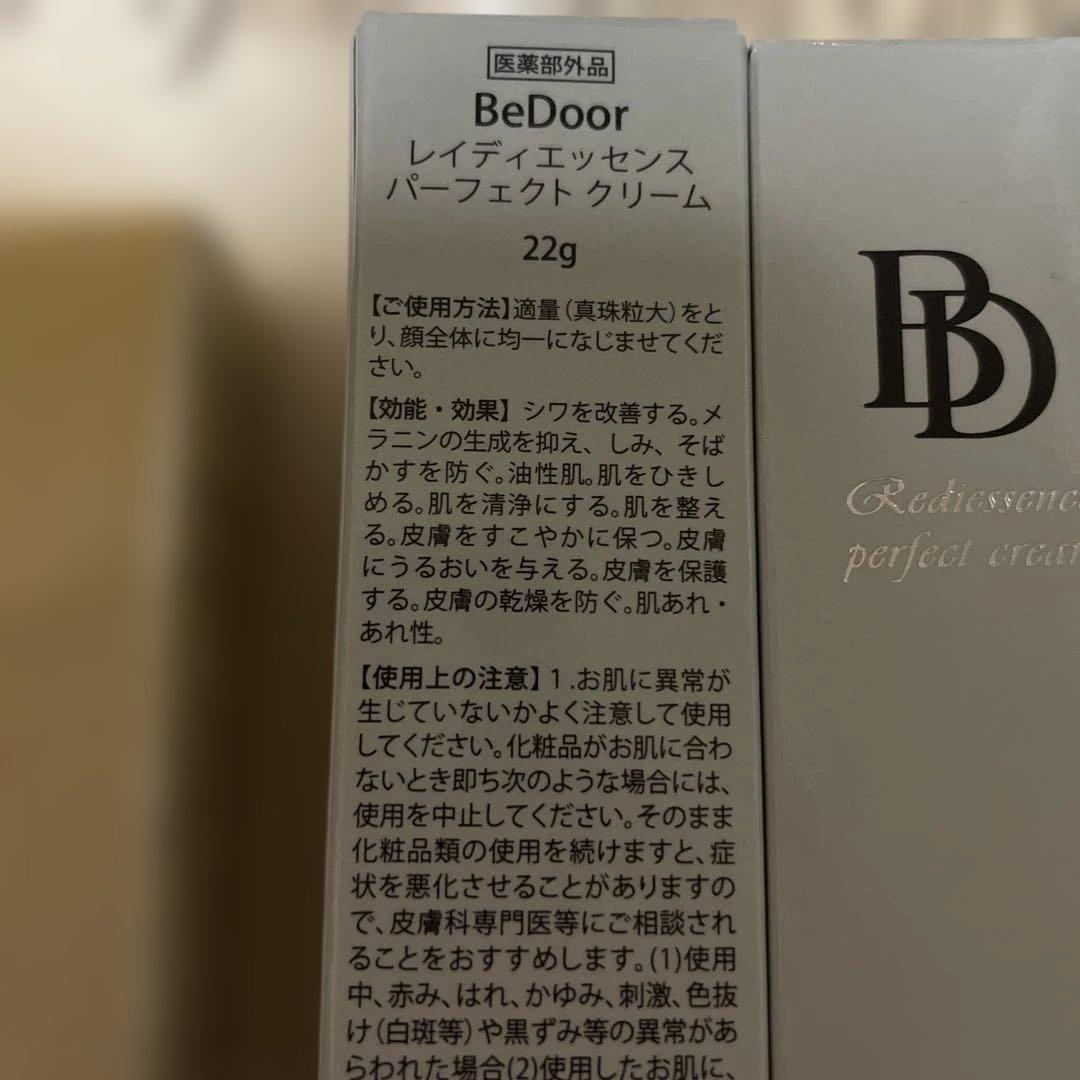 医薬部外品
BeDoor
レイディエッセンス
パーフェクト クリーム
22g
【ご使用方法】適量(真珠粒大)をと
り、顔全体に均一になじませてくだ
さい。
【効能・効果】シワを改善する。メ
ラニンの生成を抑え、しみ、そば
かすを防ぐ。油性肌。肌をひきし
める。肌を清浄にする。肌を整え
る。皮膚をすこやかに保つ。皮膚
にうるおいを与える。皮膚を保護
する。皮膚の乾燥を防ぐ。肌あれ・
あれ性。
【使用上の注意】1.お肌に異常が
生じていないかよく注意して使用
してください。化粧品がお肌に合わ
ないとき即ち次のような場合には、
使用を中止してください。そのまま
化粧品類の使用を続けますと、症
状を悪化させることがありますの
で、皮膚科専門医等にご相談され
ることをおすすめします。(1)使用
中、赤み、はれ、かゆみ、刺激、色抜
け(白斑等)や黒ずみ等の異常があ
らわれた場合(2)使用したお肌に、
BD
Rediessence
perfect cream